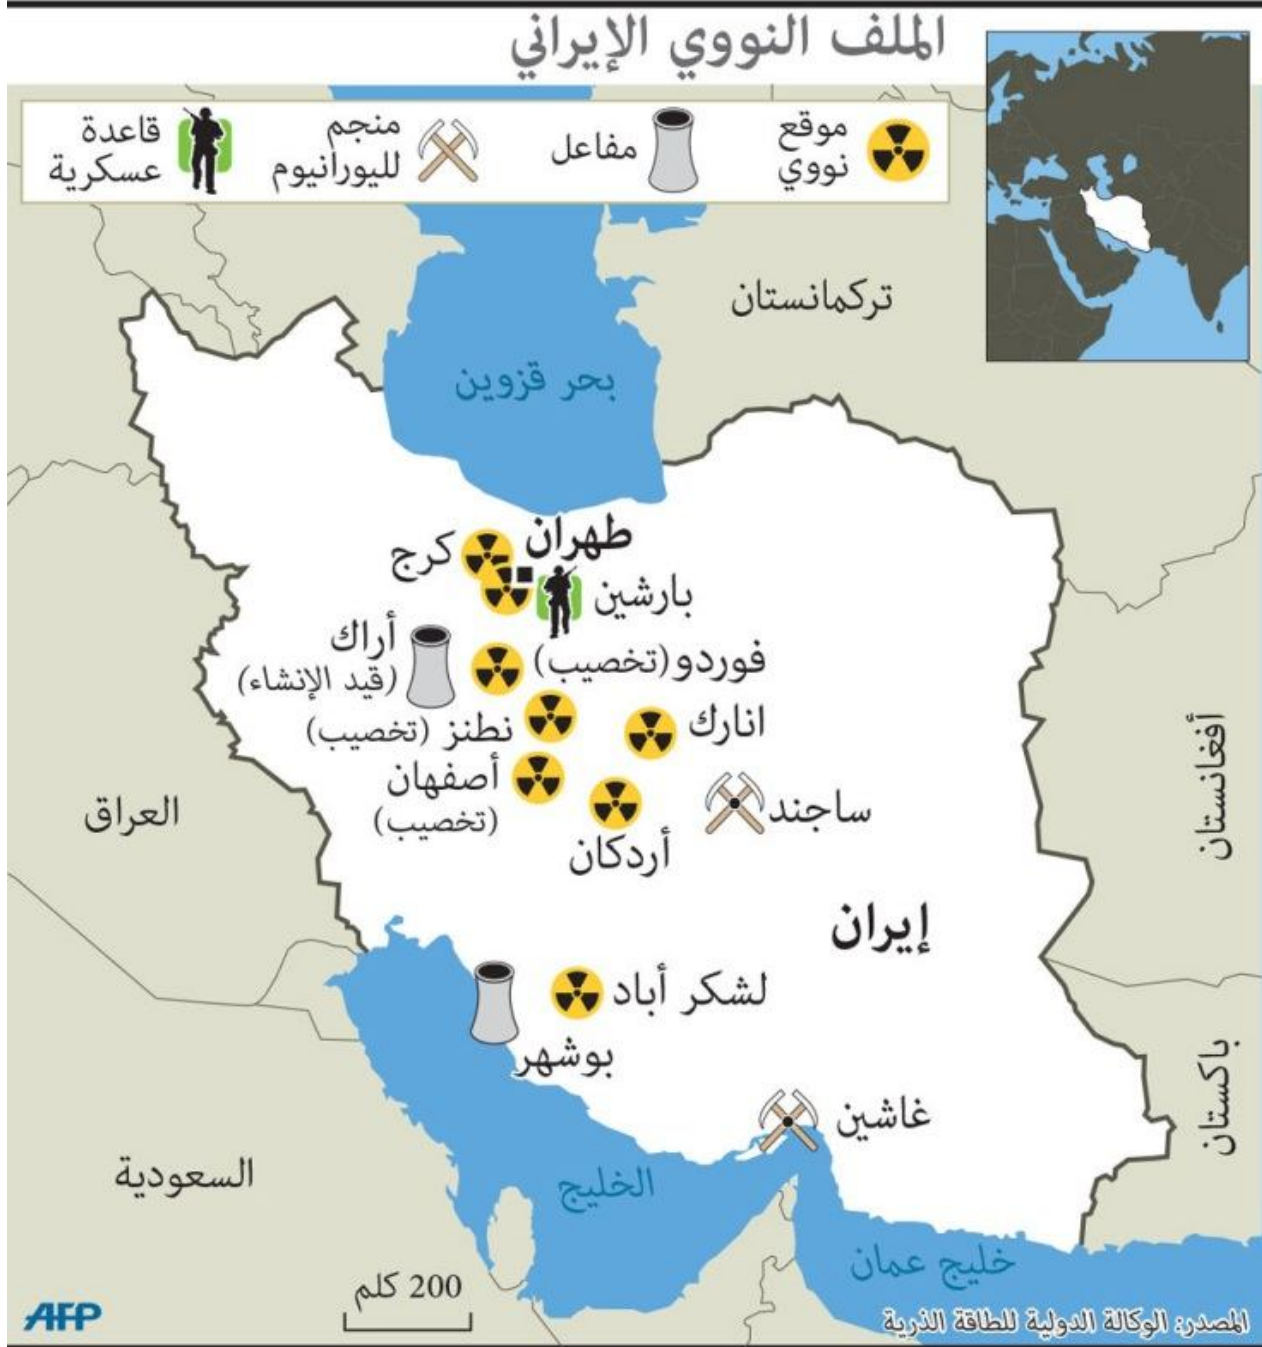 الملف النووي الإيراني
موقع
نووي
مفاعل
منجم
لليورانيوم
قاعدة
عسكرية
تركمانستان
بحر قزوين
طهران
كرج
بارشين
أراك
(قيد الإنشاء)
فوردو (تخصيب)
نطنز (تخصيب)
انارك
أصفهان
(تخصيب)
ساجند
أردكان
العراق
أفغانستان
إيران
لشكر أباد
بوشهر
باكستان
غاشين
السعودية
الخليج
خليج عمان
200 كلم
AFP
المصدر: الوكالة الدولية للطاقة الذرية